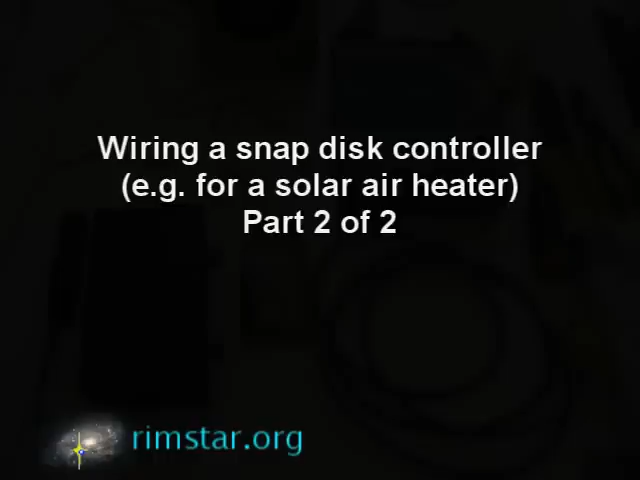 Wiring a snap disk controller
(e.g. for a solar air heater)
Part 2 of 2
rimstar.org